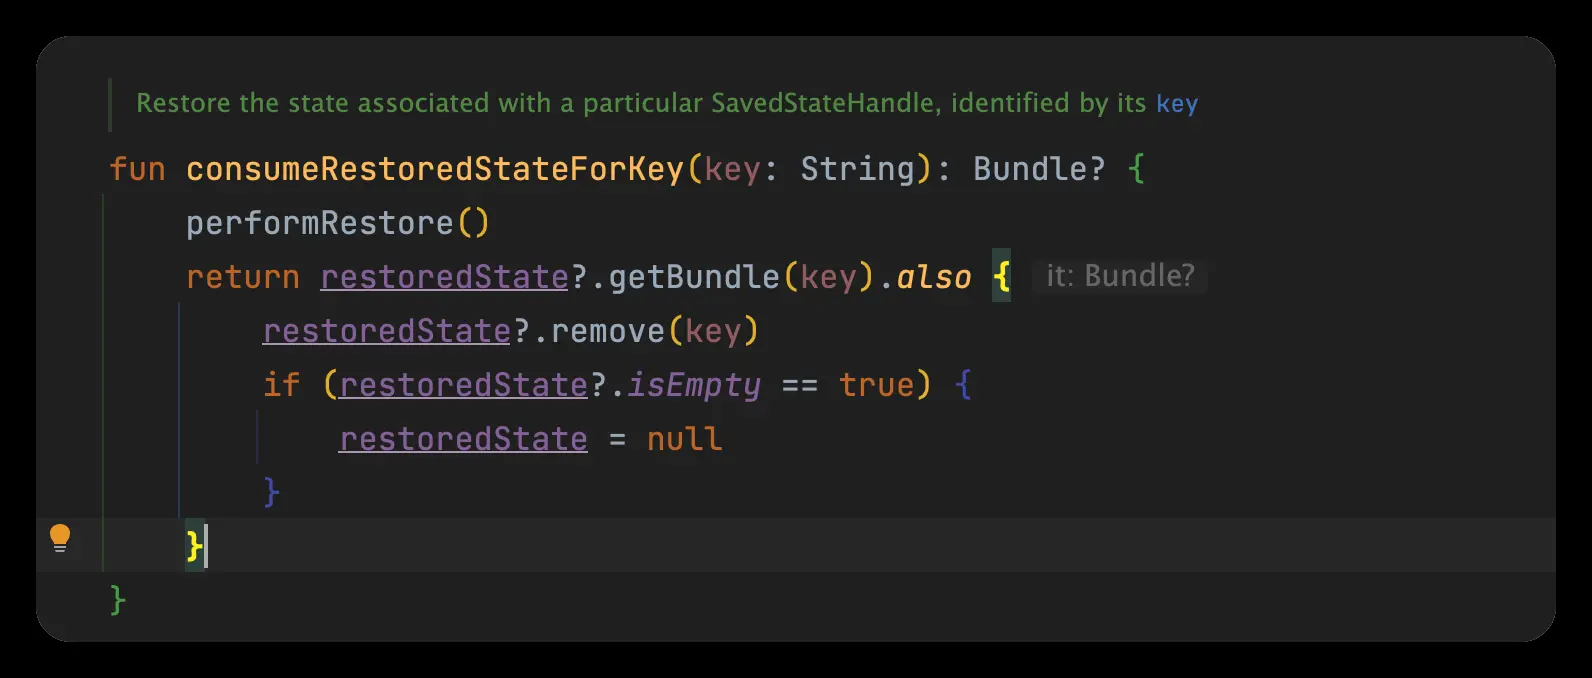 Restore the state associated with a particular SavedStateHandle, identified by its key
fun consumeRestoredStateForKey(key: String): Bundle? {
performRestore()
return restoredState?.getBundle(key).also { it: Bundle?
restoredState?.remove(key)
if (restoredState?.isEmpty == true) {
restoredState = null
}
}
}